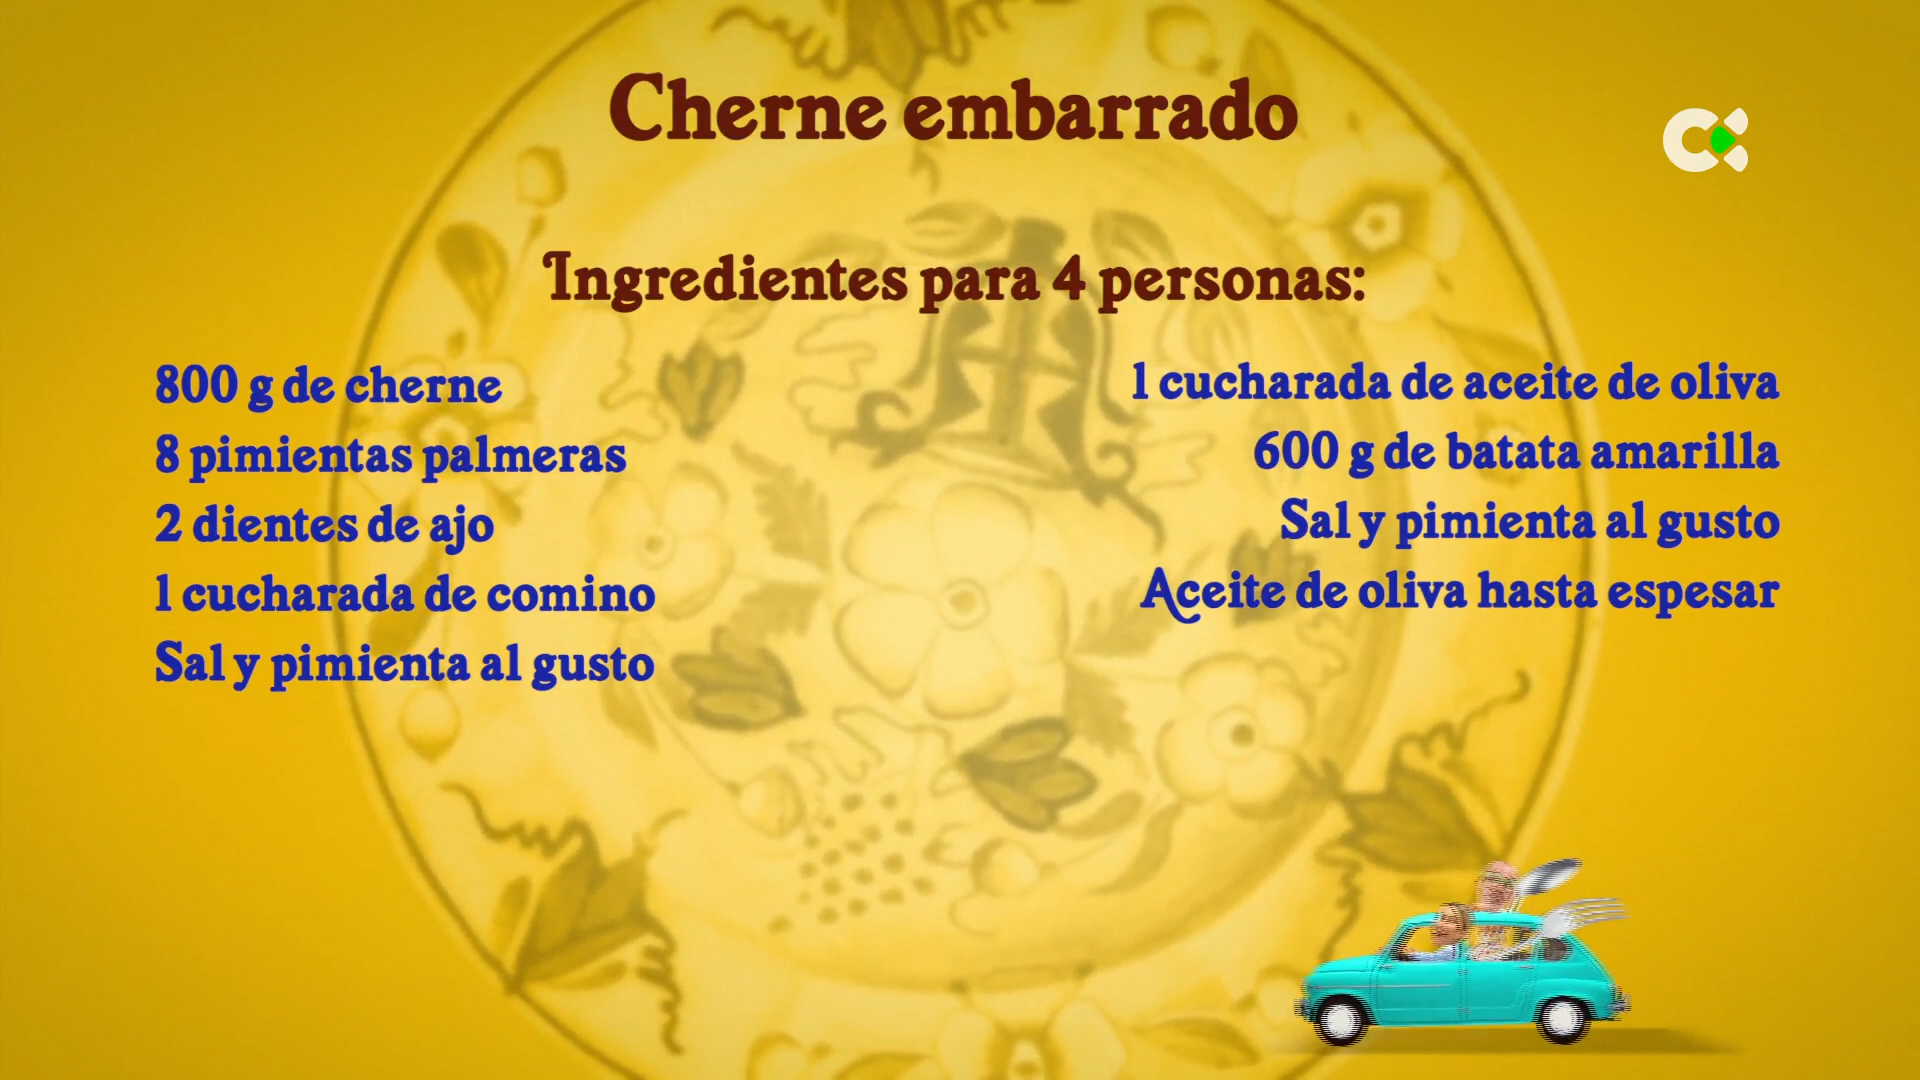 Cherne embarrado
Ingredientes para 4 personas:
800 g de cherne
8 pimientas palmeras
2 dientes de ajo
1 cucharada de comino
Sal y pimienta al gusto
1 cucharada de aceite de oliva
600 g de batata amarilla
Sal y pimienta al gusto
Aceite de oliva hasta espesar